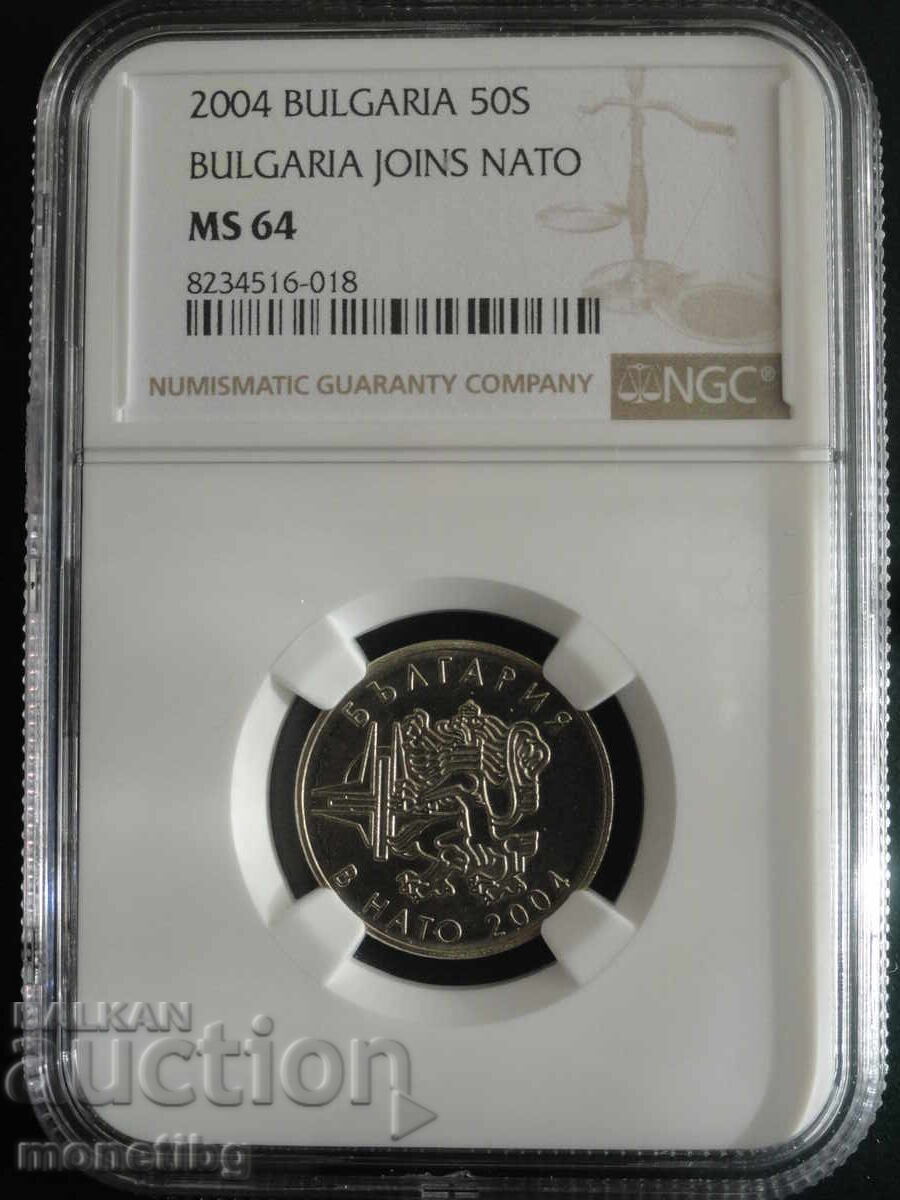 2004 BULGARIA 50S
BULGARIA JOINS NATO
MS 64
8234516-018
NUMISMATIC GUARANTY COMPANY
NGC®
БЪЛГАРИЯ
В НАТО 2004
BALKAN
auction
monetibg